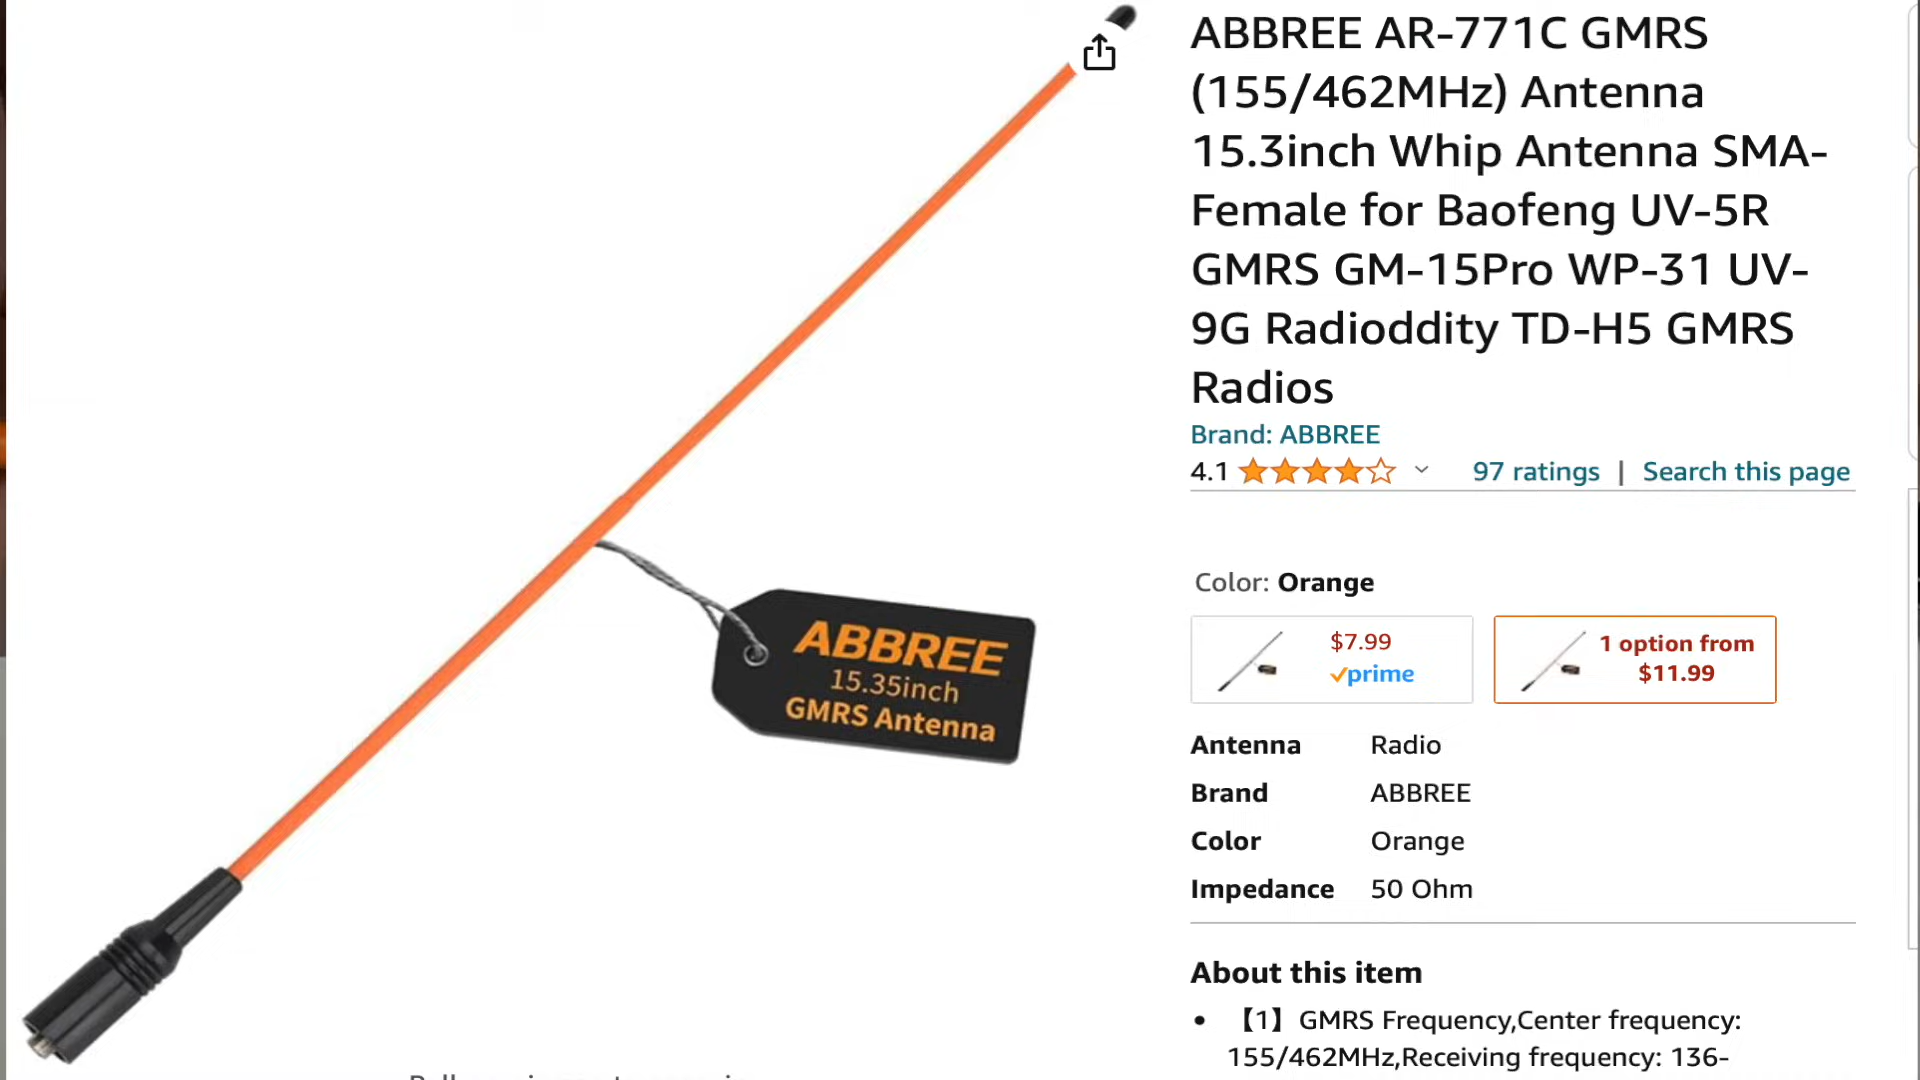 ABBREE AR-771C GMRS
(155/462MHz) Antenna
15.3inch Whip Antenna SMA-
Female for Baofeng UV-5R
GMRS GM-15Pro WP-31 UV-
9G Radioddity TD-H5 GMRS
Radios
Brand: ABBREE
4.1 97 ratings | Search this page
Color: Orange
$7.99
prime
1 option from
$11.99
ABBREE
15.35inch
GMRS Antenna
Antenna Radio
Brand ABBREE
Color Orange
Impedance 50 Ohm
About this item
• 【1】GMRS Frequency,Center frequency:
155/462MHz,Receiving frequency: 136-